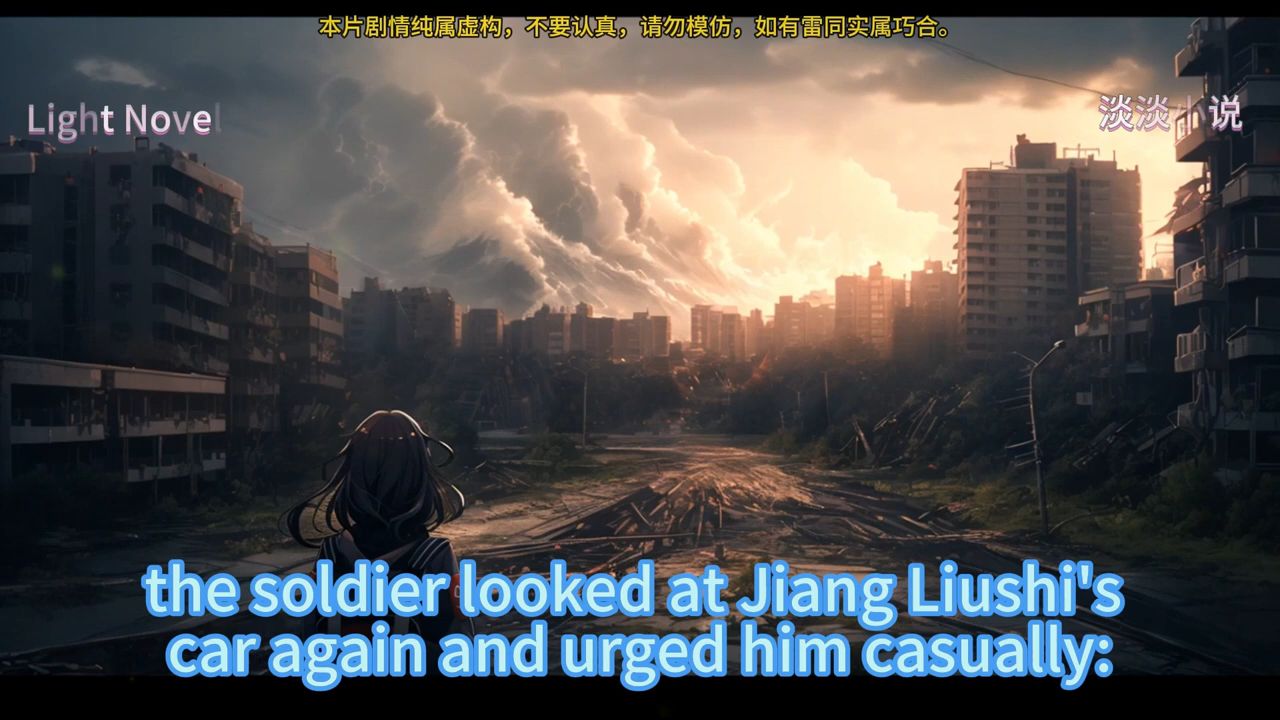 本片剧情纯属虚构，不要认真，请勿模仿，如有雷同实属巧合。
Light Novel
淡淡小说
the soldier looked at Jiang Liushi's
car again and urged him casually: